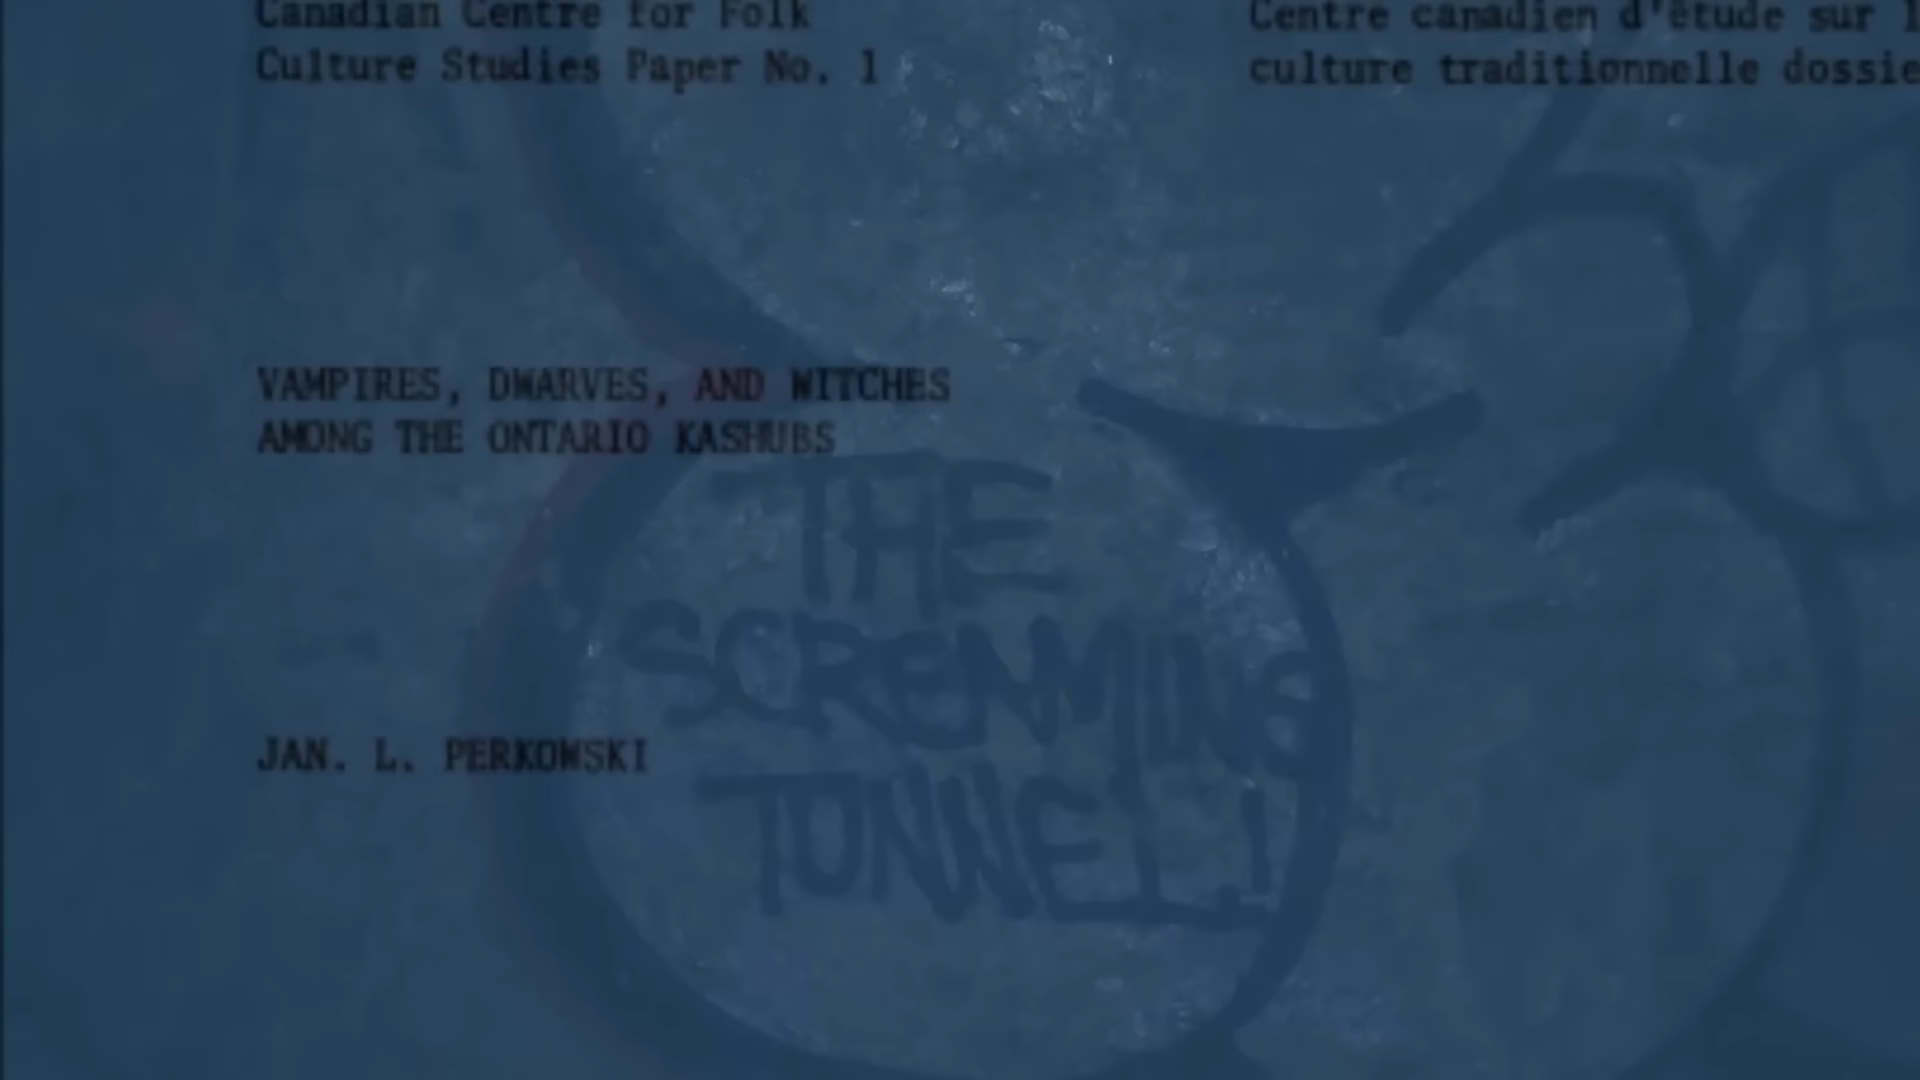 Canadian Centre for Folk
Culture Studies Paper No. 1
Centre canadien d'étude sur l
culture traditionnelle dossie
VAMPIRES, DWARVES, AND WITCHES
AMONG THE ONTARIO KASHUBS
JAN. L. PERKOWSKI
THE
SCREAMING
TUNNEL!